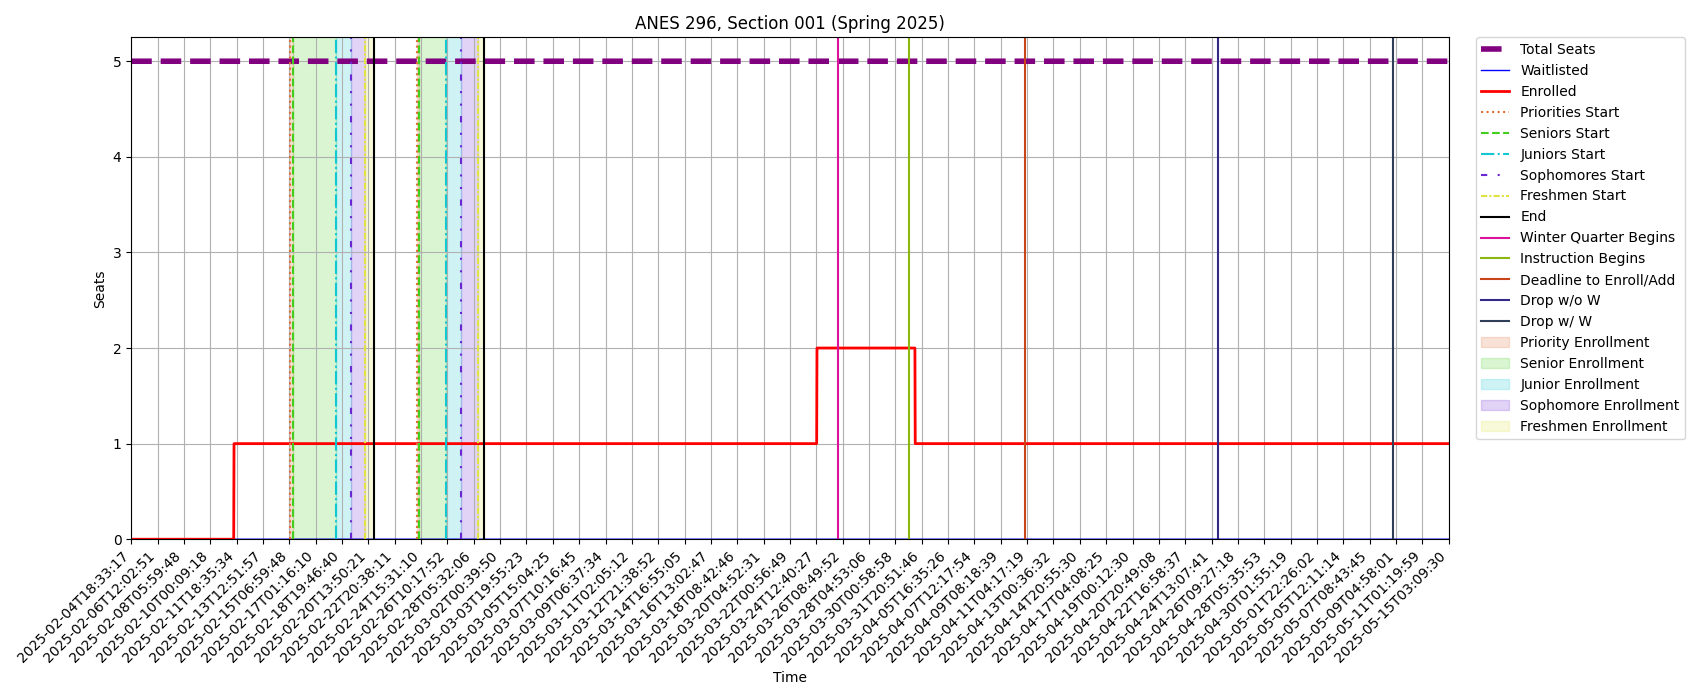 ANES 296, Section 001 (Spring 2025)
Seats
5
4
3
2
1
0
2025-02-04T18:33:17
2025-02-06T12:02:51
2025-02-08T05:59:48
2025-02-10T00:09:18
2025-02-11T18:35:34
2025-02-13T12:51:57
2025-02-15T06:59:48
2025-02-17T01:16:10
2025-02-18T19:46:40
2025-02-20T13:50:21
2025-02-22T20:38:11
2025-02-24T15:31:10
2025-02-26T10:17:52
2025-02-28T05:32:06
2025-03-02T00:39:50
2025-03-03T19:55:23
2025-03-05T15:04:25
2025-03-07T10:16:45
2025-03-09T06:37:34
2025-03-11T02:05:12
2025-03-12T21:38:52
2025-03-14T16:55:05
2025-03-16T13:02:47
2025-03-18T08:42:46
2025-03-20T04:52:31
2025-03-22T00:56:49
2025-03-24T12:40:27
2025-03-26T08:49:52
2025-03-28T04:53:06
2025-03-30T00:58:58
2025-03-31T20:51:46
2025-04-05T16:35:26
2025-04-07T12:17:54
2025-04-09T08:18:39
2025-04-11T04:17:19
2025-04-13T00:36:32
2025-04-14T20:55:30
2025-04-17T04:08:25
2025-04-19T00:12:30
2025-04-20T20:49:08
2025-04-22T16:58:37
2025-04-24T13:07:41
2025-04-26T09:27:18
2025-04-28T05:35:53
2025-04-30T01:55:19
2025-05-01T22:26:02
2025-05-05T12:11:14
2025-05-07T08:43:45
2025-05-09T04:58:01
2025-05-11T01:19:59
2025-05-15T03:09:30
Time
Total Seats
Waitlisted
Enrolled
Priorities Start
Seniors Start
Juniors Start
Sophomores Start
Freshmen Start
End
Winter Quarter Begins
Instruction Begins
Deadline to Enroll/Add
Drop w/o W
Drop w/ W
Priority Enrollment
Senior Enrollment
Junior Enrollment
Sophomore Enrollment
Freshmen Enrollment